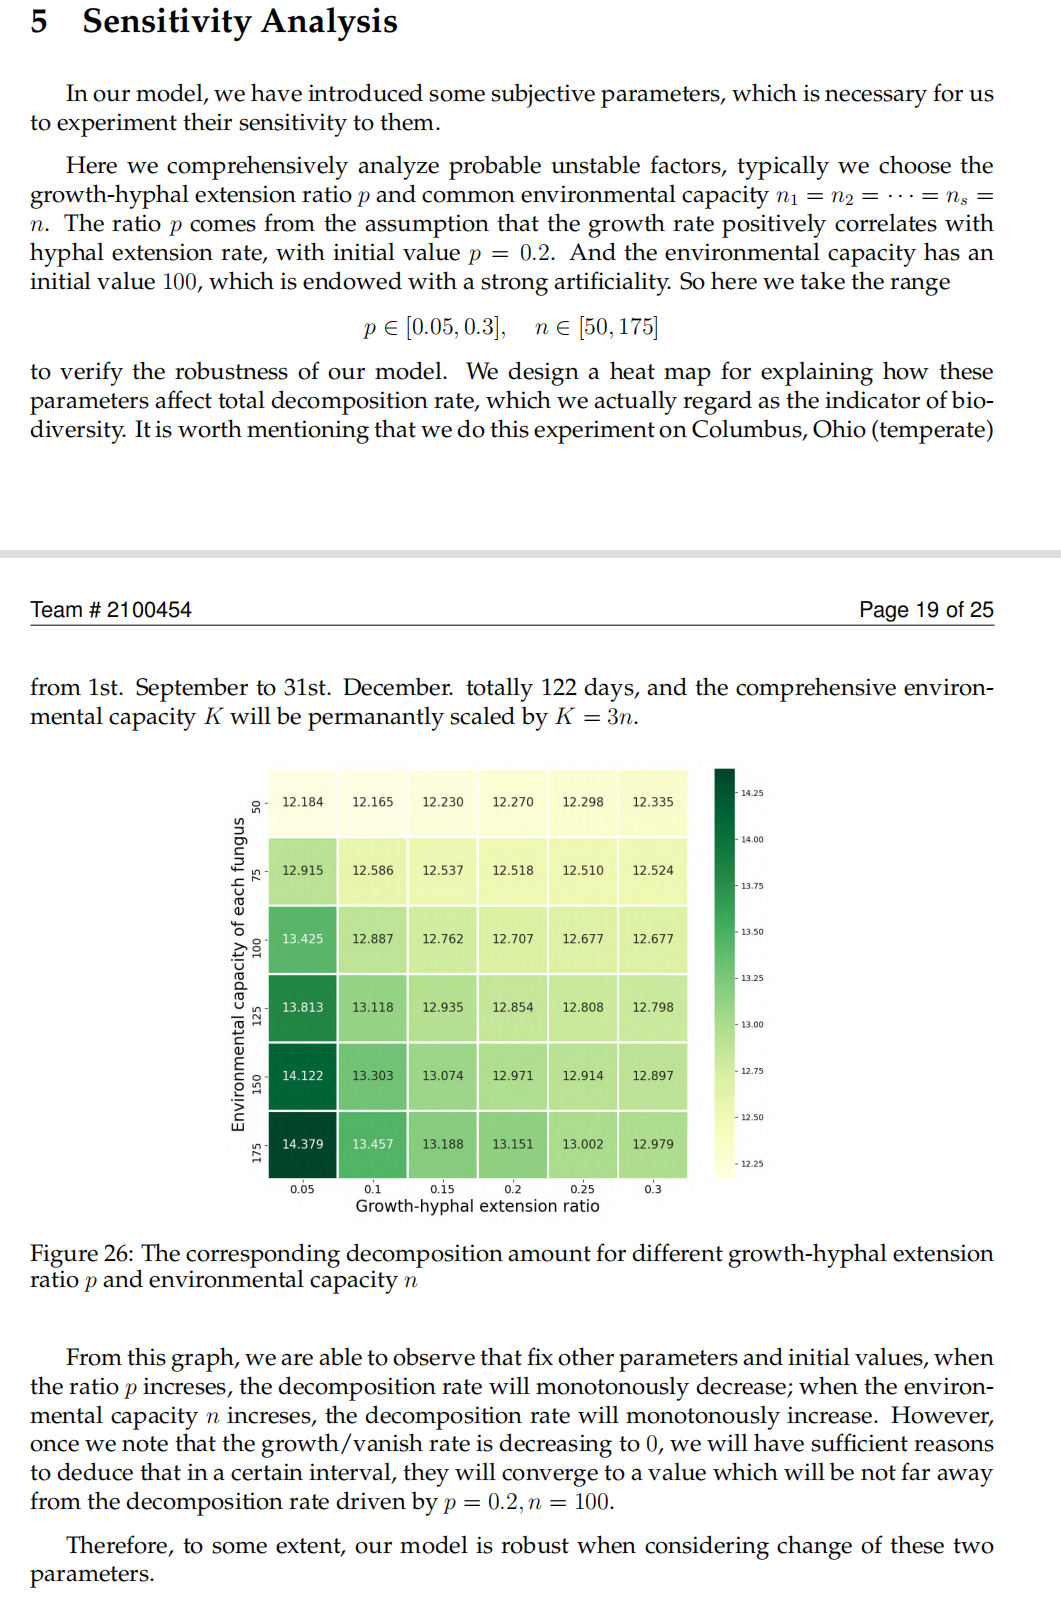 5 Sensitivity Analysis
In our model, we have introduced some subjective parameters, which is necessary for us
to experiment their sensitivity to them.
Here we comprehensively analyze probable unstable factors, typically we choose the
growth-hyphal extension ratio p and common environmental capacity n₁ = n₂ = ··· = nₛ =
n. The ratio p comes from the assumption that the growth rate positively correlates with
hyphal extension rate, with initial value p = 0.2. And the environmental capacity has an
initial value 100, which is endowed with a strong artificiality. So here we take the range
p ∈ [0.05, 0.3], n ∈ [50, 175]
to verify the robustness of our model. We design a heat map for explaining how these
parameters affect total decomposition rate, which we actually regard as the indicator of bio-
diversity. It is worth mentioning that we do this experiment on Columbus, Ohio (temperate)
Team # 2100454 Page 19 of 25
from 1st. September to 31st. December. totally 122 days, and the comprehensive environ-
mental capacity K will be permanantly scaled by K = 3n.
Environmental capacity of each fungus
50 12.184 12.165 12.230 12.270 12.298 12.335
75 12.915 12.586 12.537 12.518 12.510 12.524
100 13.425 12.887 12.762 12.707 12.677 12.677
125 13.813 13.118 12.935 12.854 12.808 12.798
150 14.122 13.303 13.074 12.971 12.914 12.897
175 14.379 13.457 13.188 13.151 13.002 12.979
0.05 0.1 0.15 0.2 0.25 0.3
Growth-hyphal extension ratio
14.25
14.00
13.75
13.50
13.25
13.00
12.75
12.50
12.25
Figure 26: The corresponding decomposition amount for different growth-hyphal extension
ratio p and environmental capacity n
From this graph, we are able to observe that fix other parameters and initial values, when
the ratio p increses, the decomposition rate will monotonously decrease; when the environ-
mental capacity n increses, the decomposition rate will monotonously increase. However,
once we note that the growth/vanish rate is decreasing to 0, we will have sufficient reasons
to deduce that in a certain interval, they will converge to a value which will be not far away
from the decomposition rate driven by p = 0.2, n = 100.
Therefore, to some extent, our model is robust when considering change of these two
parameters.